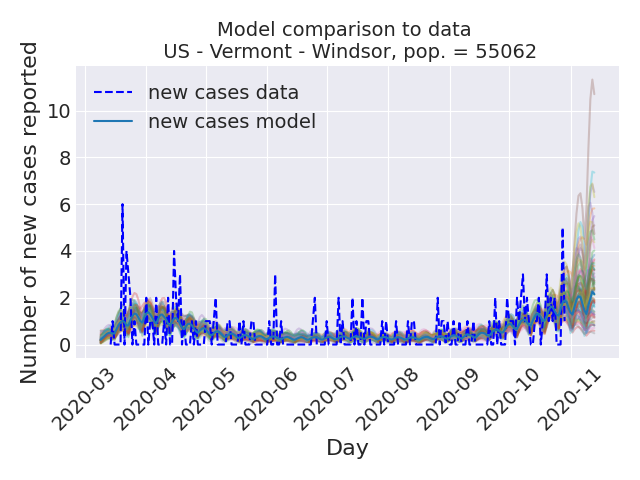 Model comparison to data
US - Vermont - Windsor, pop. = 55062
Number of new cases reported
new cases data
new cases model
10
8
6
4
2
0
2020-03
2020-04
2020-05
2020-06
2020-07
2020-08
2020-09
2020-10
2020-11
Day